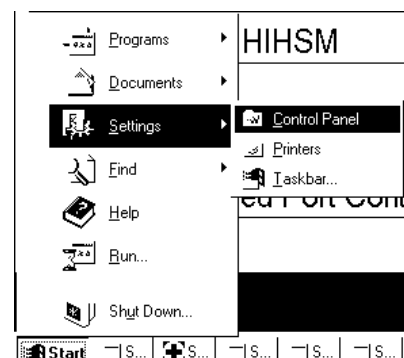 Programs
HIHSM
Documents
Settings
Control Panel
Printers
Find
Taskbar...
Help
Run...
Shut Down...
Start
S...
S...
S...
S...
S...